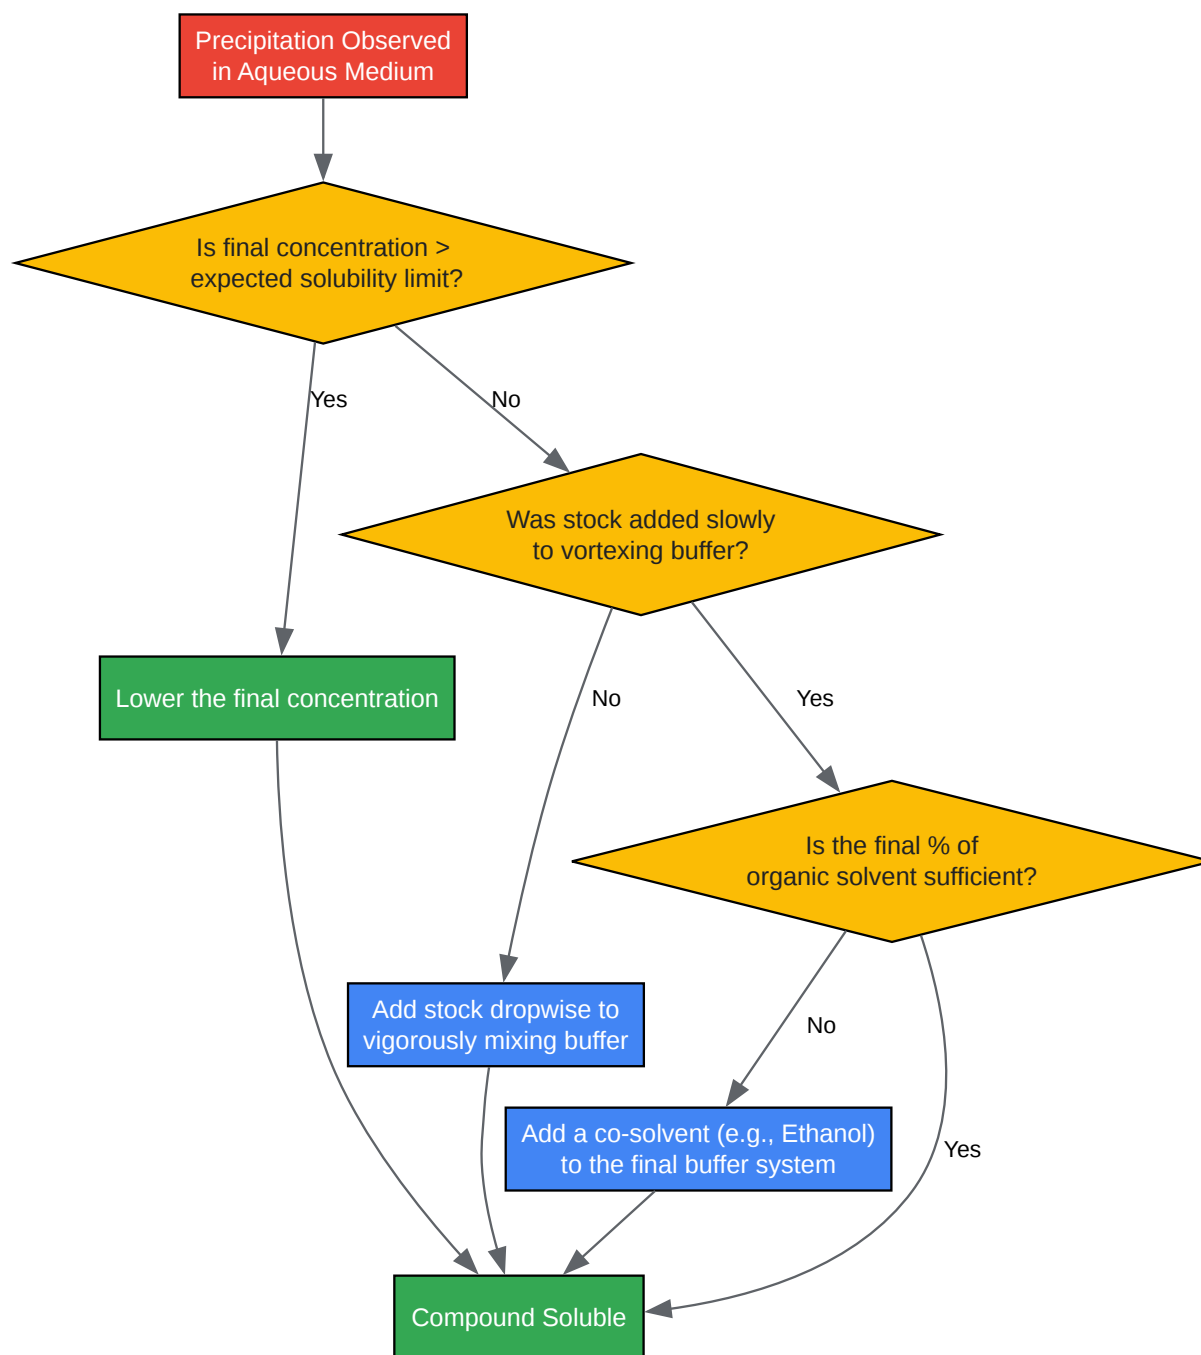 Precipitation Observed
in Aqueous Medium
Is final concentration >
expected solubility limit?
Yes
No
Was stock added slowly
to vortexing buffer?
Lower the final concentration
No
Yes
Is the final % of
organic solvent sufficient?
Add stock dropwise to
vigorously mixing buffer
No
Add a co-solvent (e.g., Ethanol)
to the final buffer system
Yes
Compound Soluble